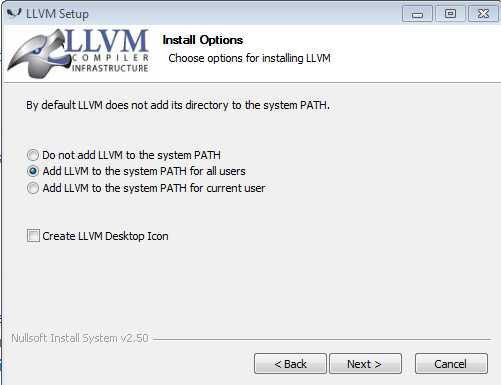 LLVM Setup
LLVM
COMPILER
INFRASTRUCTURE
Install Options
Choose options for installing LLVM
By default LLVM does not add its directory to the system PATH.
Do not add LLVM to the system PATH
Add LLVM to the system PATH for all users
Add LLVM to the system PATH for current user
Create LLVM Desktop Icon
Nullsoft Install System v2.50
< Back Next > Cancel